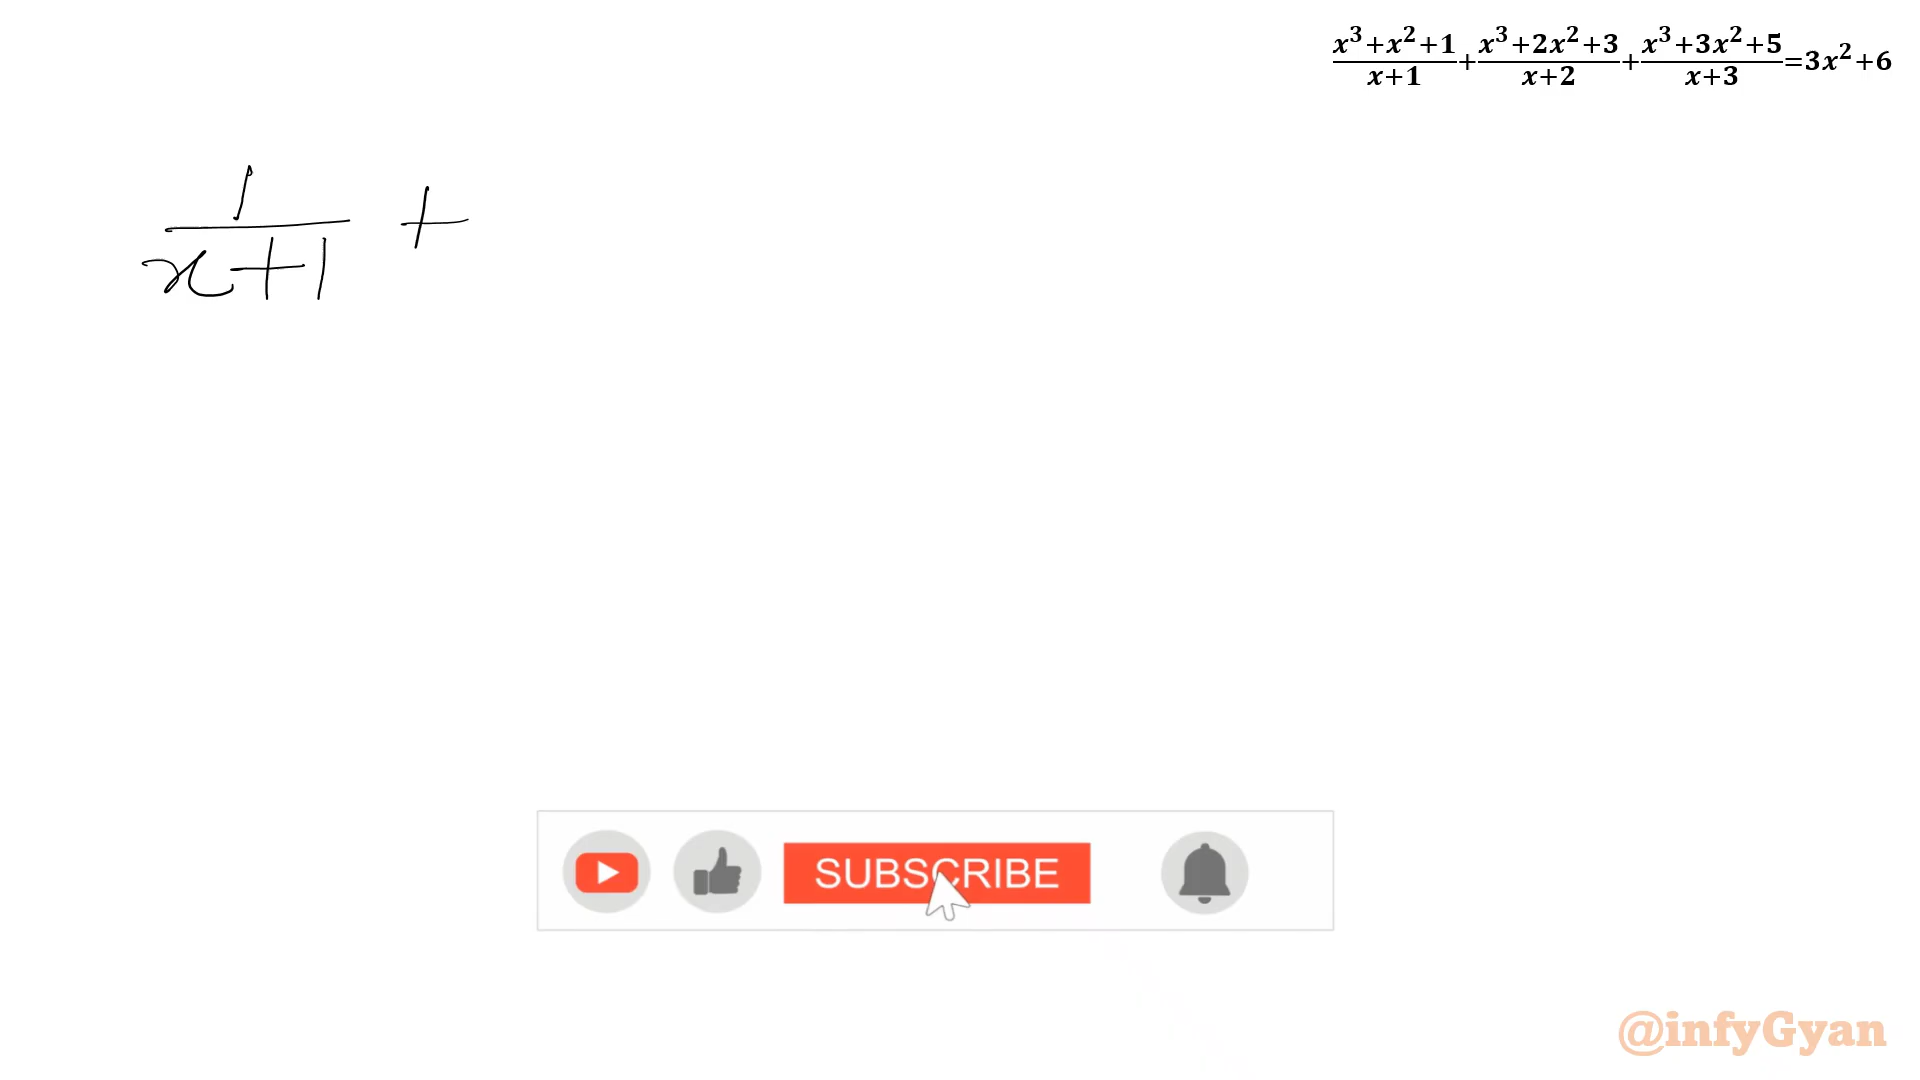 x³+x²+1/x+1 + x³+2x²+3/x+2 + x³+3x²+5/x+3 =3x²+6
1/x+1 +
SUBSCRIBE
@infyGyan